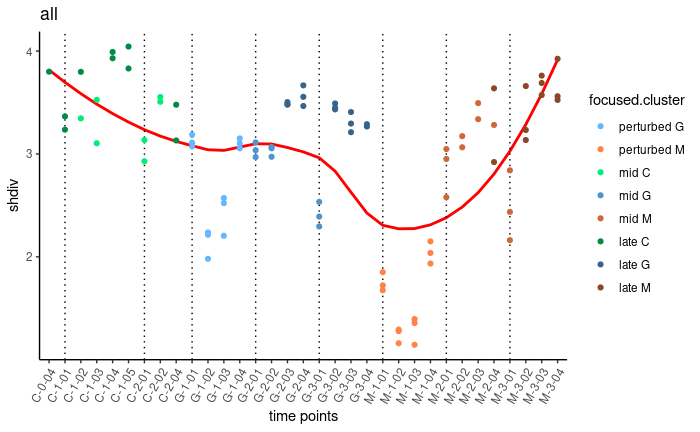 all
4
3
2
shdiv
C-0-04
C-1-01
C-1-02
C-1-03
C-1-04
C-1-05
C-2-01
C-2-02
C-2-04
G-1-01
G-1-02
G-1-03
G-1-04
G-2-01
G-2-02
G-2-03
G-2-04
G-3-01
G-3-02
G-3-03
G-3-04
M-1-01
M-1-02
M-1-03
M-1-04
M-2-01
M-2-02
M-2-03
M-2-04
M-3-01
M-3-02
M-3-03
M-3-04
time points
focused.cluster
perturbed G
perturbed M
mid C
mid G
mid M
late C
late G
late M